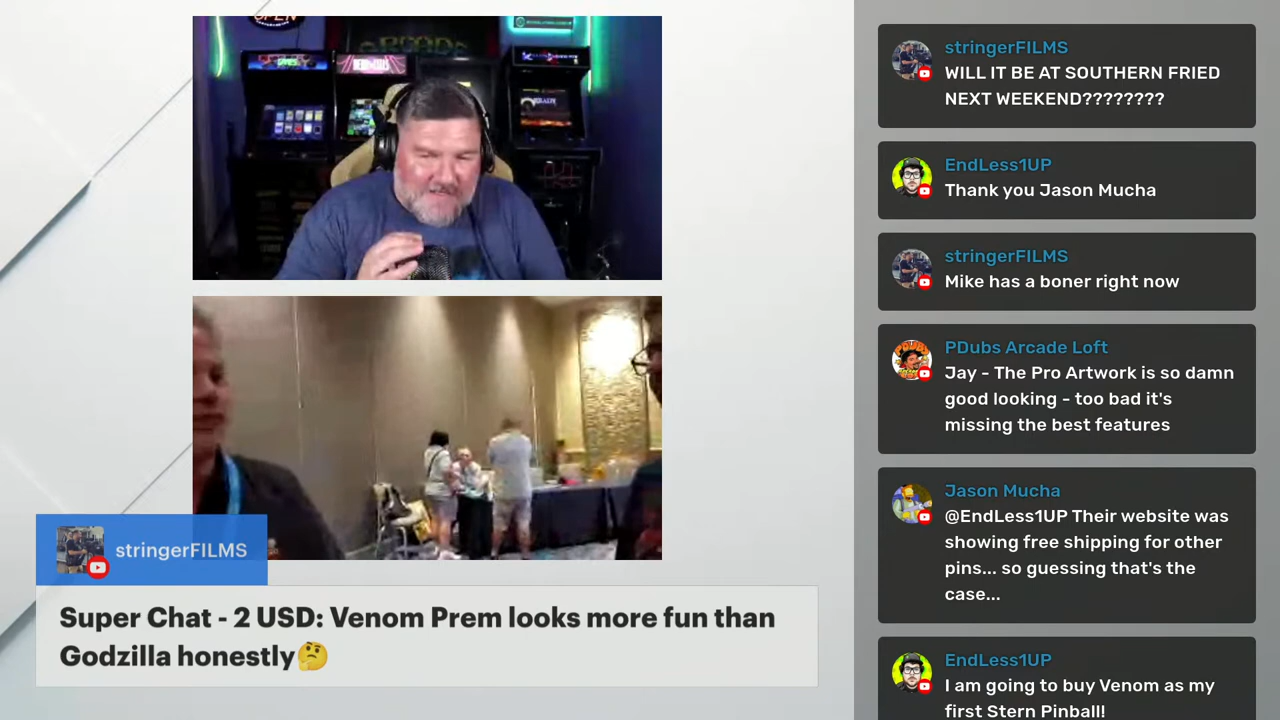 OPEN
ARCADE
stringerFILMS
Super Chat - 2 USD: Venom Prem looks more fun than
Godzilla honestly🤔
stringerFILMS
WILL IT BE AT SOUTHERN FRIED
NEXT WEEKEND????????
EndLess1UP
Thank you Jason Mucha
stringerFILMS
Mike has a boner right now
PDubs Arcade Loft
Jay - The Pro Artwork is so damn
good looking - too bad it's
missing the best features
Jason Mucha
@EndLess1UP Their website was
showing free shipping for other
pins... so guessing that's the
case...
EndLess1UP
I am going to buy Venom as my
first Stern Pinball!